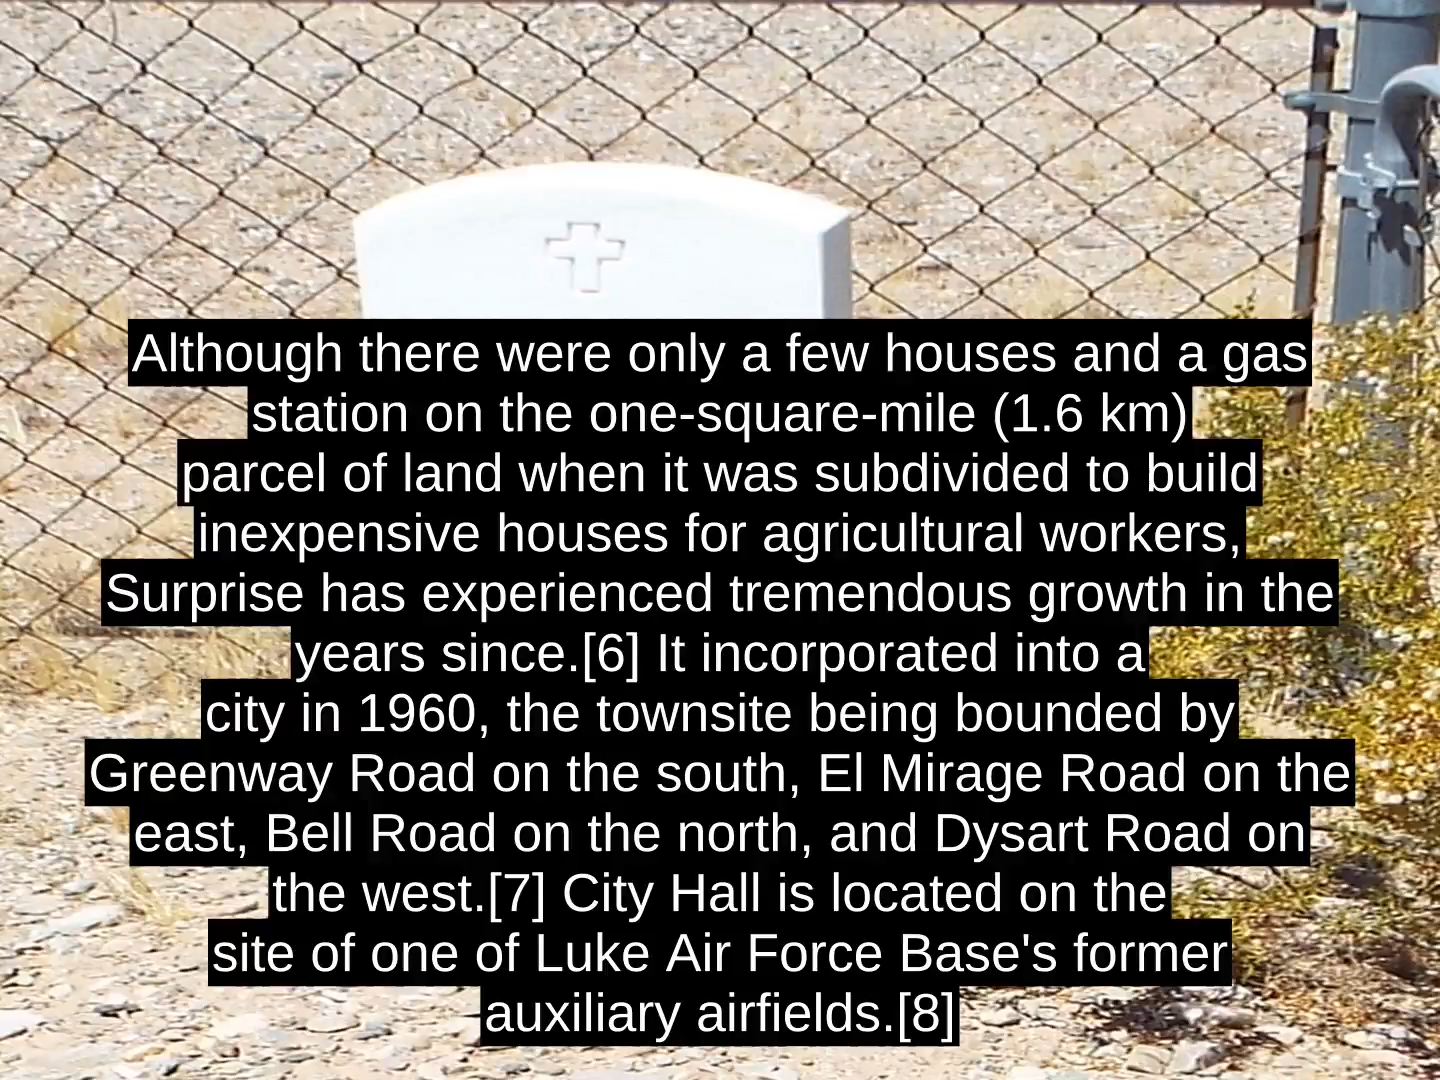 Although there were only a few houses and a gas
station on the one-square-mile (1.6 km)
parcel of land when it was subdivided to build
inexpensive houses for agricultural workers,
Surprise has experienced tremendous growth in the
years since.[6] It incorporated into a
city in 1960, the townsite being bounded by
Greenway Road on the south, El Mirage Road on the
east, Bell Road on the north, and Dysart Road on
the west.[7] City Hall is located on the
site of one of Luke Air Force Base's former
auxiliary airfields.[8]